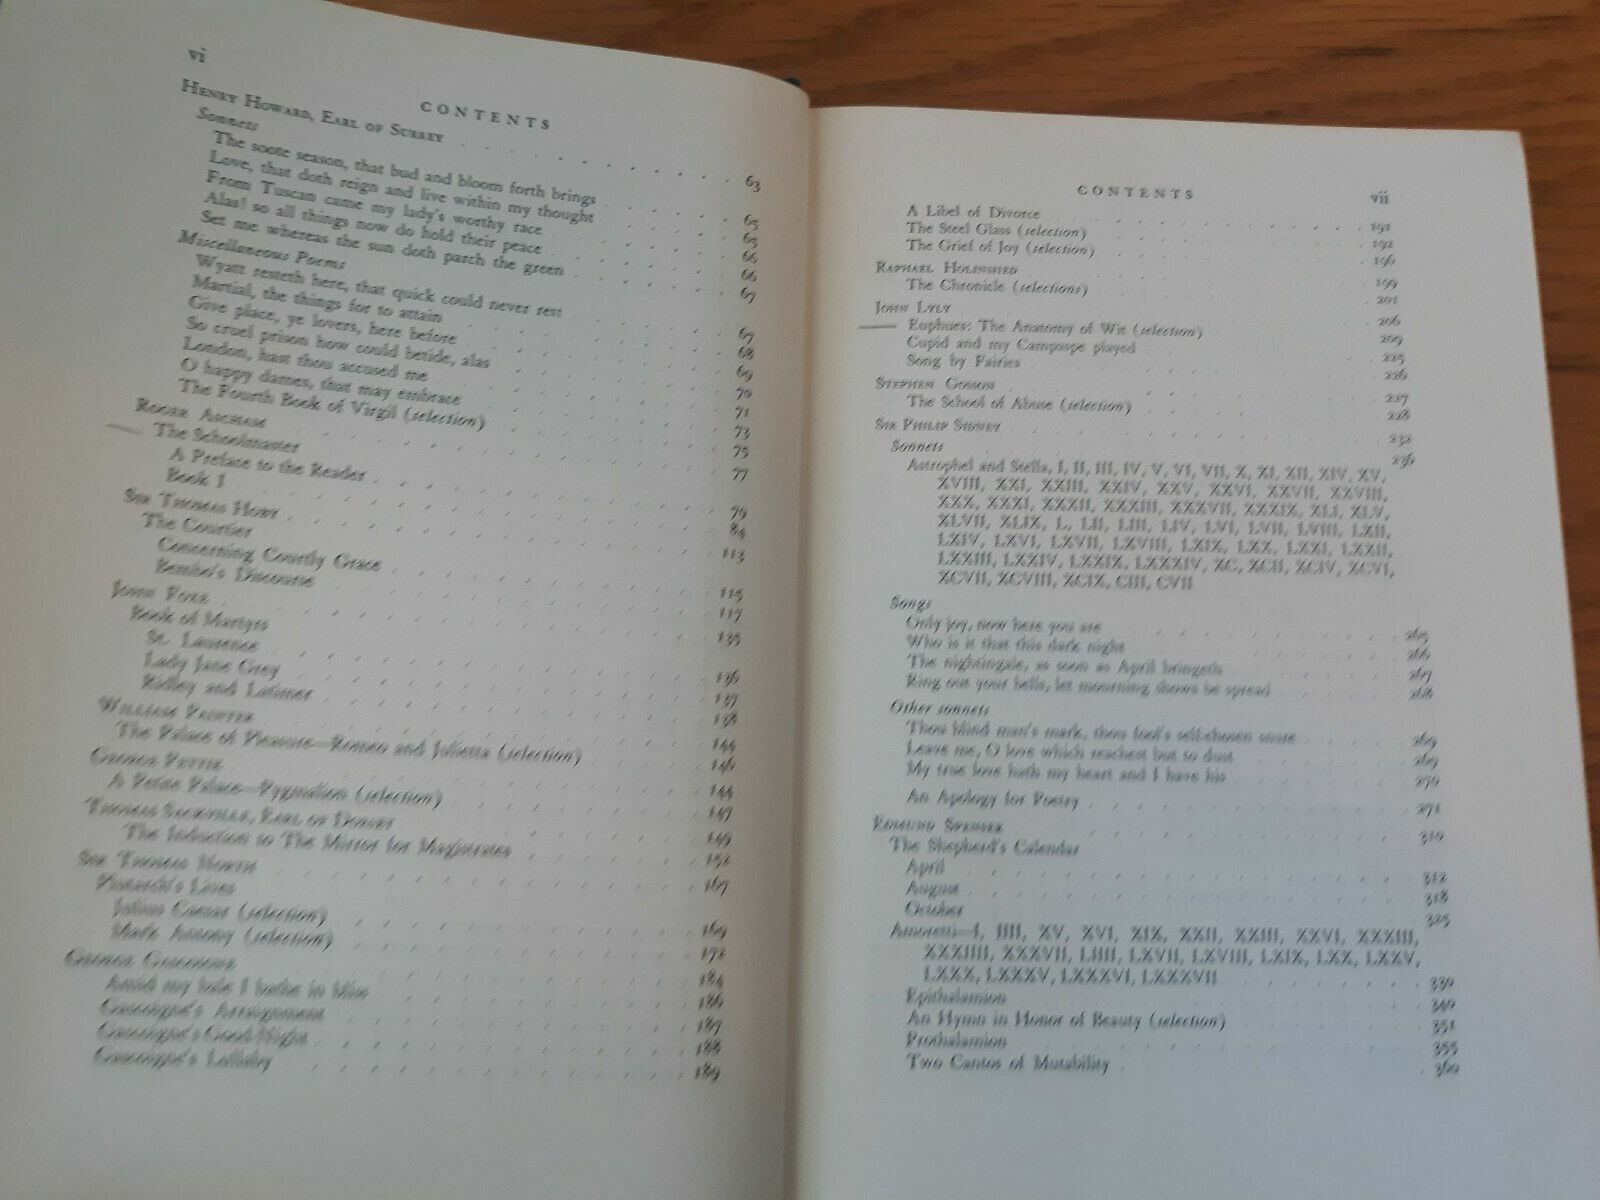 vi
CONTENTS
HENRY HOWARD, EARL OF SURREY . . . . . . . . . . 63
Sonnets
The soote season, that bud and bloom forth brings . . . . 65
Love, that doth reign and live within my thought . . . . 65
From Tuscan came my lady's worthy race . . . . 66
Alas! so all things now do hold their peace . . . . 66
Set me whereas the sun doth parch the green . . . . 67
Miscellaneous Poems
Wyatt resteth here, that quick could never rest . . . . 67
Martial, the things for to attain . . . . 68
Give place, ye lovers, here before . . . . 69
So cruel prison how could betide, alas . . . . 70
London, hast thou accused me . . . . 71
O happy dames, that may embrace . . . . 73
The Fourth Book of Virgil (selection) . . . . 75
ROGER ASCHAM . . . . 77
The Schoolmaster
A Preface to the Reader . . . . 79
Book I . . . . 84
SIR THOMAS HOBY . . . . 113
The Courtier
Concerning Courtly Grace . . . . 115
Bembo's Discourse . . . . 117
JOHN FOXE . . . . 135
Book of Martyrs
St. Laurence . . . . 136
Lady Jane Grey . . . . 137
Ridley and Latimer . . . . 138
WILLIAM PAINTER . . . . 144
The Palace of Pleasure—Romeo and Julietta (selection) . . . . 146
GEORGE PETTIE . . . . 144
A Petite Palace—Pygmalion (selection) . . . . 147
THOMAS SACKVILLE, EARL OF DORSET . . . . 149
The Induction to The Mirror for Magistrates . . . . 152
SIR THOMAS NORTH . . . . 167
Plutarch's Lives
Julius Caesar (selection) . . . . 169
Mark Antony (selection) . . . . 172
GEORGE GASCOIGNE . . . . 184
Amid my bale I bathe in bliss . . . . 186
Gascoigne's Arraignment . . . . 187
Gascoigne's Good-Night . . . . 188
Gascoigne's Lullaby . . . . 189
CONTENTS
vii
A Libel of Divorce . . . . 191
The Steel Glass (selection) . . . . 192
The Grief of Joy (selection) . . . . 196
RAPHAEL HOLINSHED . . . . 199
The Chronicle (selections) . . . . 201
JOHN LYLY . . . . 206
Euphues: The Anatomy of Wit (selection) . . . . 209
Cupid and my Campaspe played . . . . 225
Song by Fairies . . . . 226
STEPHEN GOSSON . . . . 227
The School of Abuse (selection) . . . . 228
SIR PHILIP SIDNEY . . . . 232
Sonnets
236
Astrophel and Stella, I, II, III, IV, V, VI, VII, X, XI, XII, XIV, XV,
XVIII, XXI, XXIII, XXIV, XXV, XXVI, XXVII, XXVIII,
XXX, XXXI, XXXII, XXXIII, XXXVII, XXXIX, XLI, XLV,
XLVII, XLIX, L, LII, LIII, LIV, LVI, LVII, LVIII, LXII,
LXIV, LXVI, LXVII, LXVIII, LXIX, LXX, LXXI, LXXII,
LXXIII, LXXIV, LXXIX, LXXXIV, XC, XCII, XCIV, XCVI,
XCVII, XCVIII, XCIX, CIII, CVII
Songs
Only joy, now here you are . . . . 265
Who is it that this dark night . . . . 266
The nightingale, as soon as April bringeth . . . . 267
Ring out your bells, let mourning shows be spread . . . . 268
Other sonnets
Thou blind man's mark, thou fool's self-chosen snare . . . . 269
Leave me, O love which reachest but to dust . . . . 269
My true love hath my heart and I have his . . . . 270
An Apology for Poetry . . . . 271
EDMUND SPENSER . . . . 310
The Shepherd's Calendar
April . . . . 312
August . . . . 318
October . . . . 325
Amoretti—I, IIII, XV, XVI, XIX, XXII, XXIII, XXVI, XXXIII,
XXXIIII, XXXVII, LIIII, LXVII, LXVIII, LXIX, LXX, LXXV,
LXXX, LXXXV, LXXXVI, LXXXVII . . . . 330
Epithalamion . . . . 340
An Hymn in Honor of Beauty (selection) . . . . 351
Prothalamion . . . . 355
Two Cantos of Mutability . . . . 360